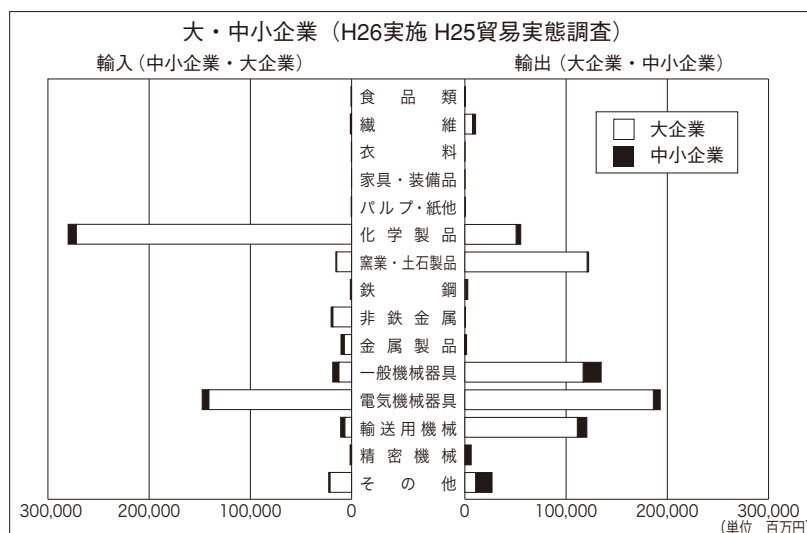 大・中小企業（H26実施 H25貿易実態調査）
輸入（中小企業・大企業）
輸出（大企業・中小企業）
食品類
繊維
衣料
家具・装備品
パルプ・紙他
化学製品
窯業・土石製品
鉄鋼
非鉄金属
金属製品
一般機械器具
電気機械器具
輸送用機械
精密機械
その他
大企業
中小企業
300,000 200,000 100,000 0 0 100,000 200,000 300,000
（単位 百万円）